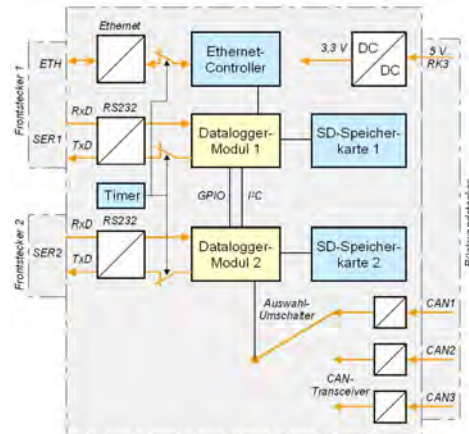 Ethernet
ETH
Ethernet-
Controller
3,3 V
DC
DC
5 V
RK3
Frontstecker 1
RxD
RS232
SER1
TxD
Datalogger-
Modul 1
SD-Speicher-
karte 1
Timer
GPIO
I²C
Frontstecker 2
RxD
RS232
SER2
TxD
Datalogger-
Modul 2
SD-Speicher-
karte 2
Auswahl-
Umschalter
CAN1
CAN2
CAN-
Transceiver
CAN3